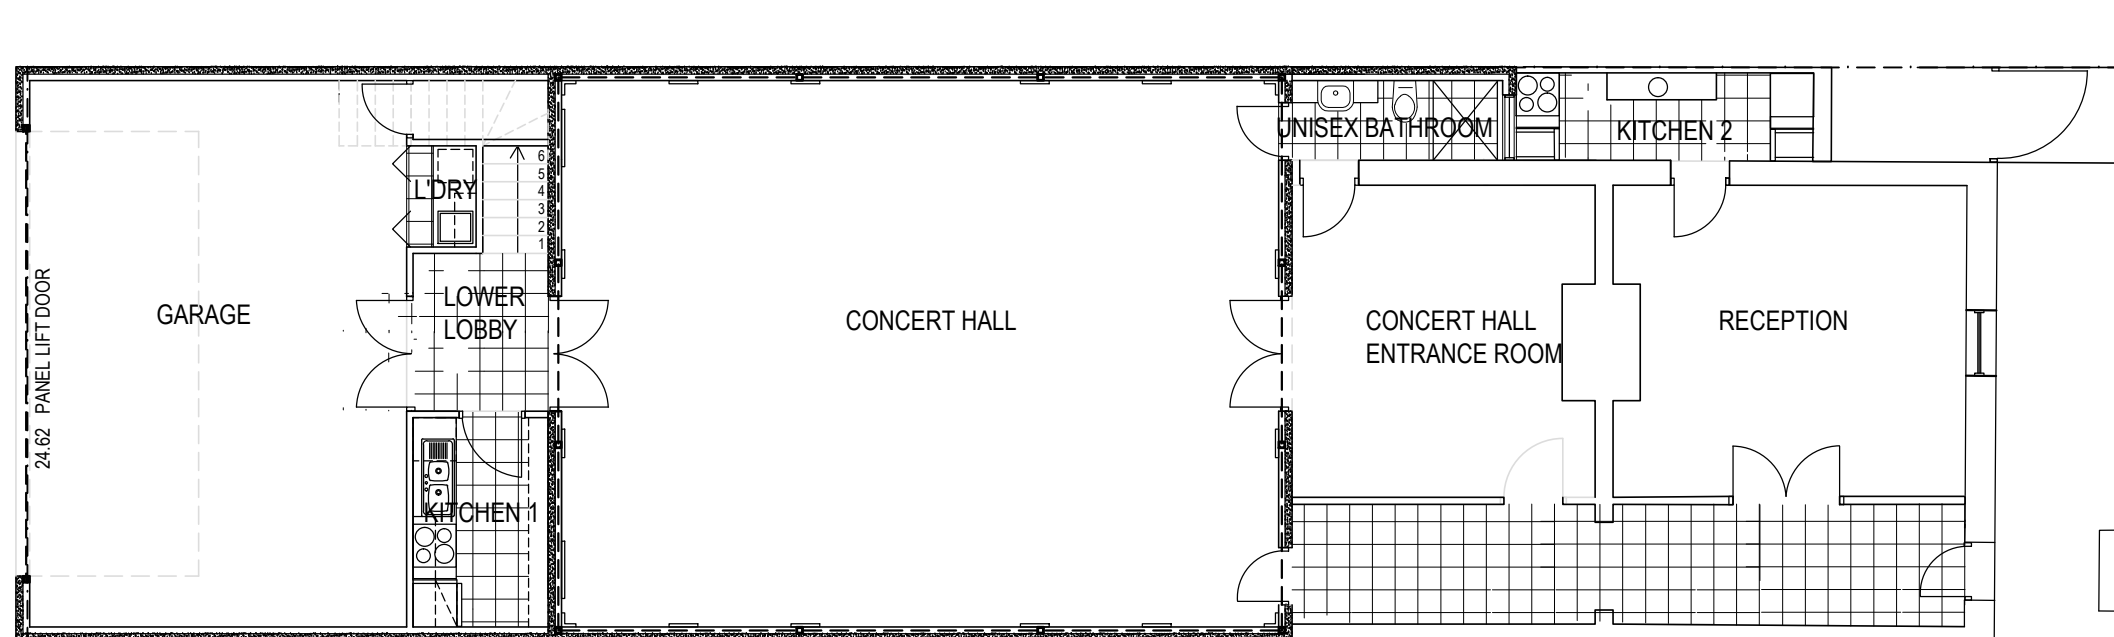 24.62 PANEL LIFT DOOR
GARAGE
L'DRY
6
5
4
3
2
1
LOWER
LOBBY
KITCHEN 1
CONCERT HALL
UNISEX BATHROOM
KITCHEN 2
CONCERT HALL
ENTRANCE ROOM
RECEPTION